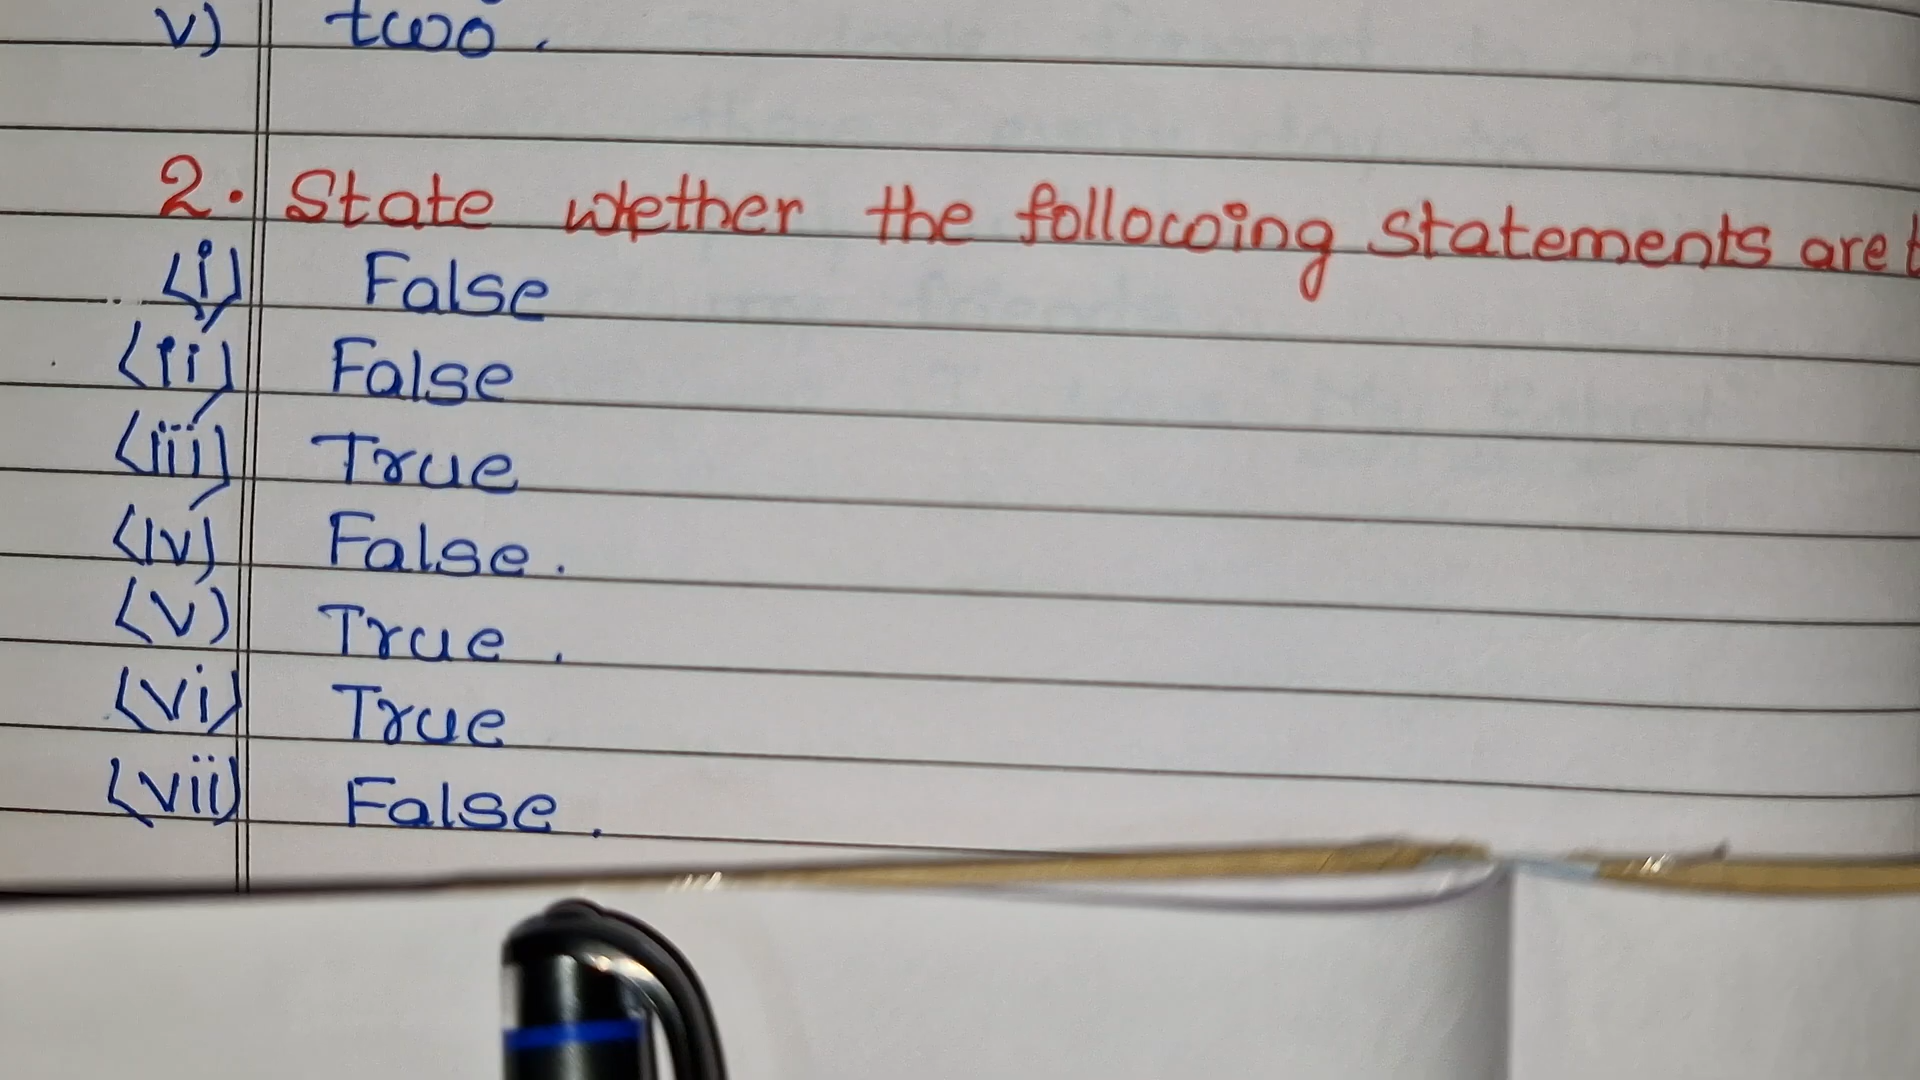 v) two.
2. State whether the following statements are
(i) False
(ii) False
(iii) True
(iv) False.
(v) True.
(vi) True
(vii) False.